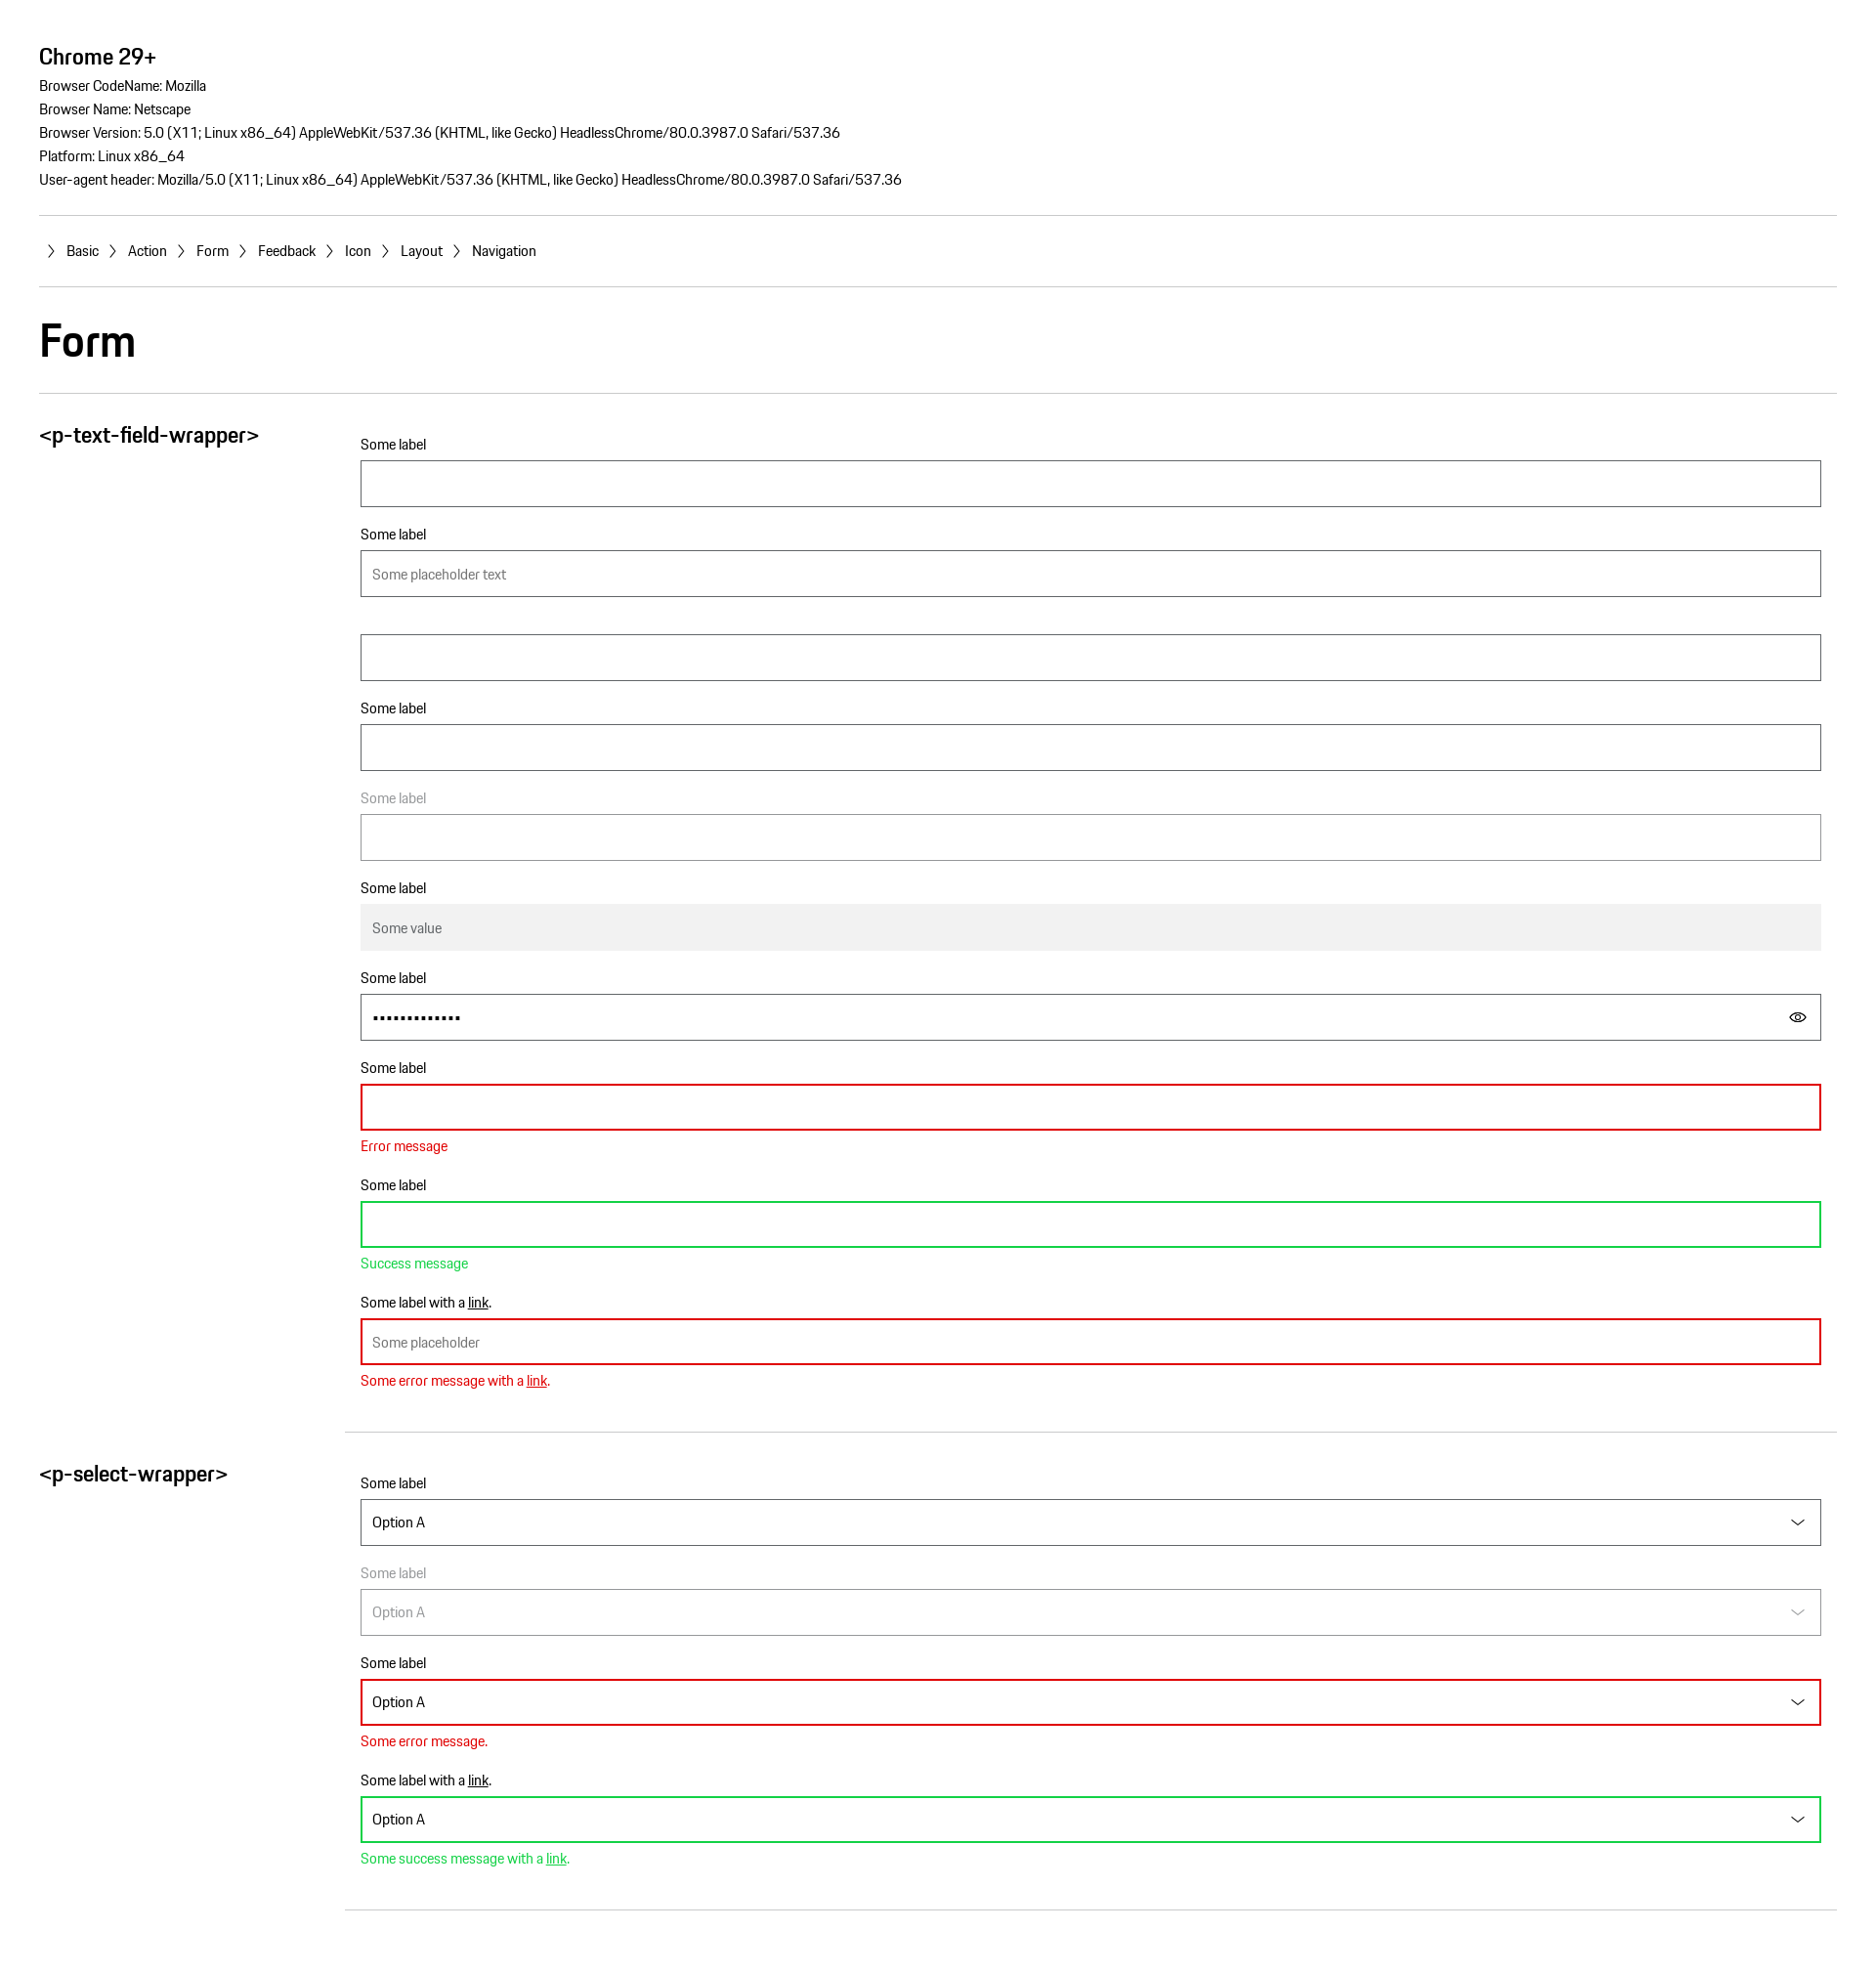 Chrome 29+
Browser CodeName: Mozilla
Browser Name: Netscape
Browser Version: 5.0 (X11; Linux x86_64) AppleWebKit/537.36 (KHTML, like Gecko) HeadlessChrome/80.0.3987.0 Safari/537.36
Platform: Linux x86_64
User-agent header: Mozilla/5.0 (X11; Linux x86_64) AppleWebKit/537.36 (KHTML, like Gecko) HeadlessChrome/80.0.3987.0 Safari/537.36
Basic Action Form Feedback Icon Layout Navigation
Form
<p-text-field-wrapper>
Some label
Some label
Some placeholder text
Some label
Some label
Some label
Some value
Some label
Some label
Error message
Some label
Success message
Some label with a link.
Some placeholder
Some error message with a link.
<p-select-wrapper>
Some label
Option A
Some label
Option A
Some label
Option A
Some error message.
Some label with a link.
Option A
Some success message with a link.